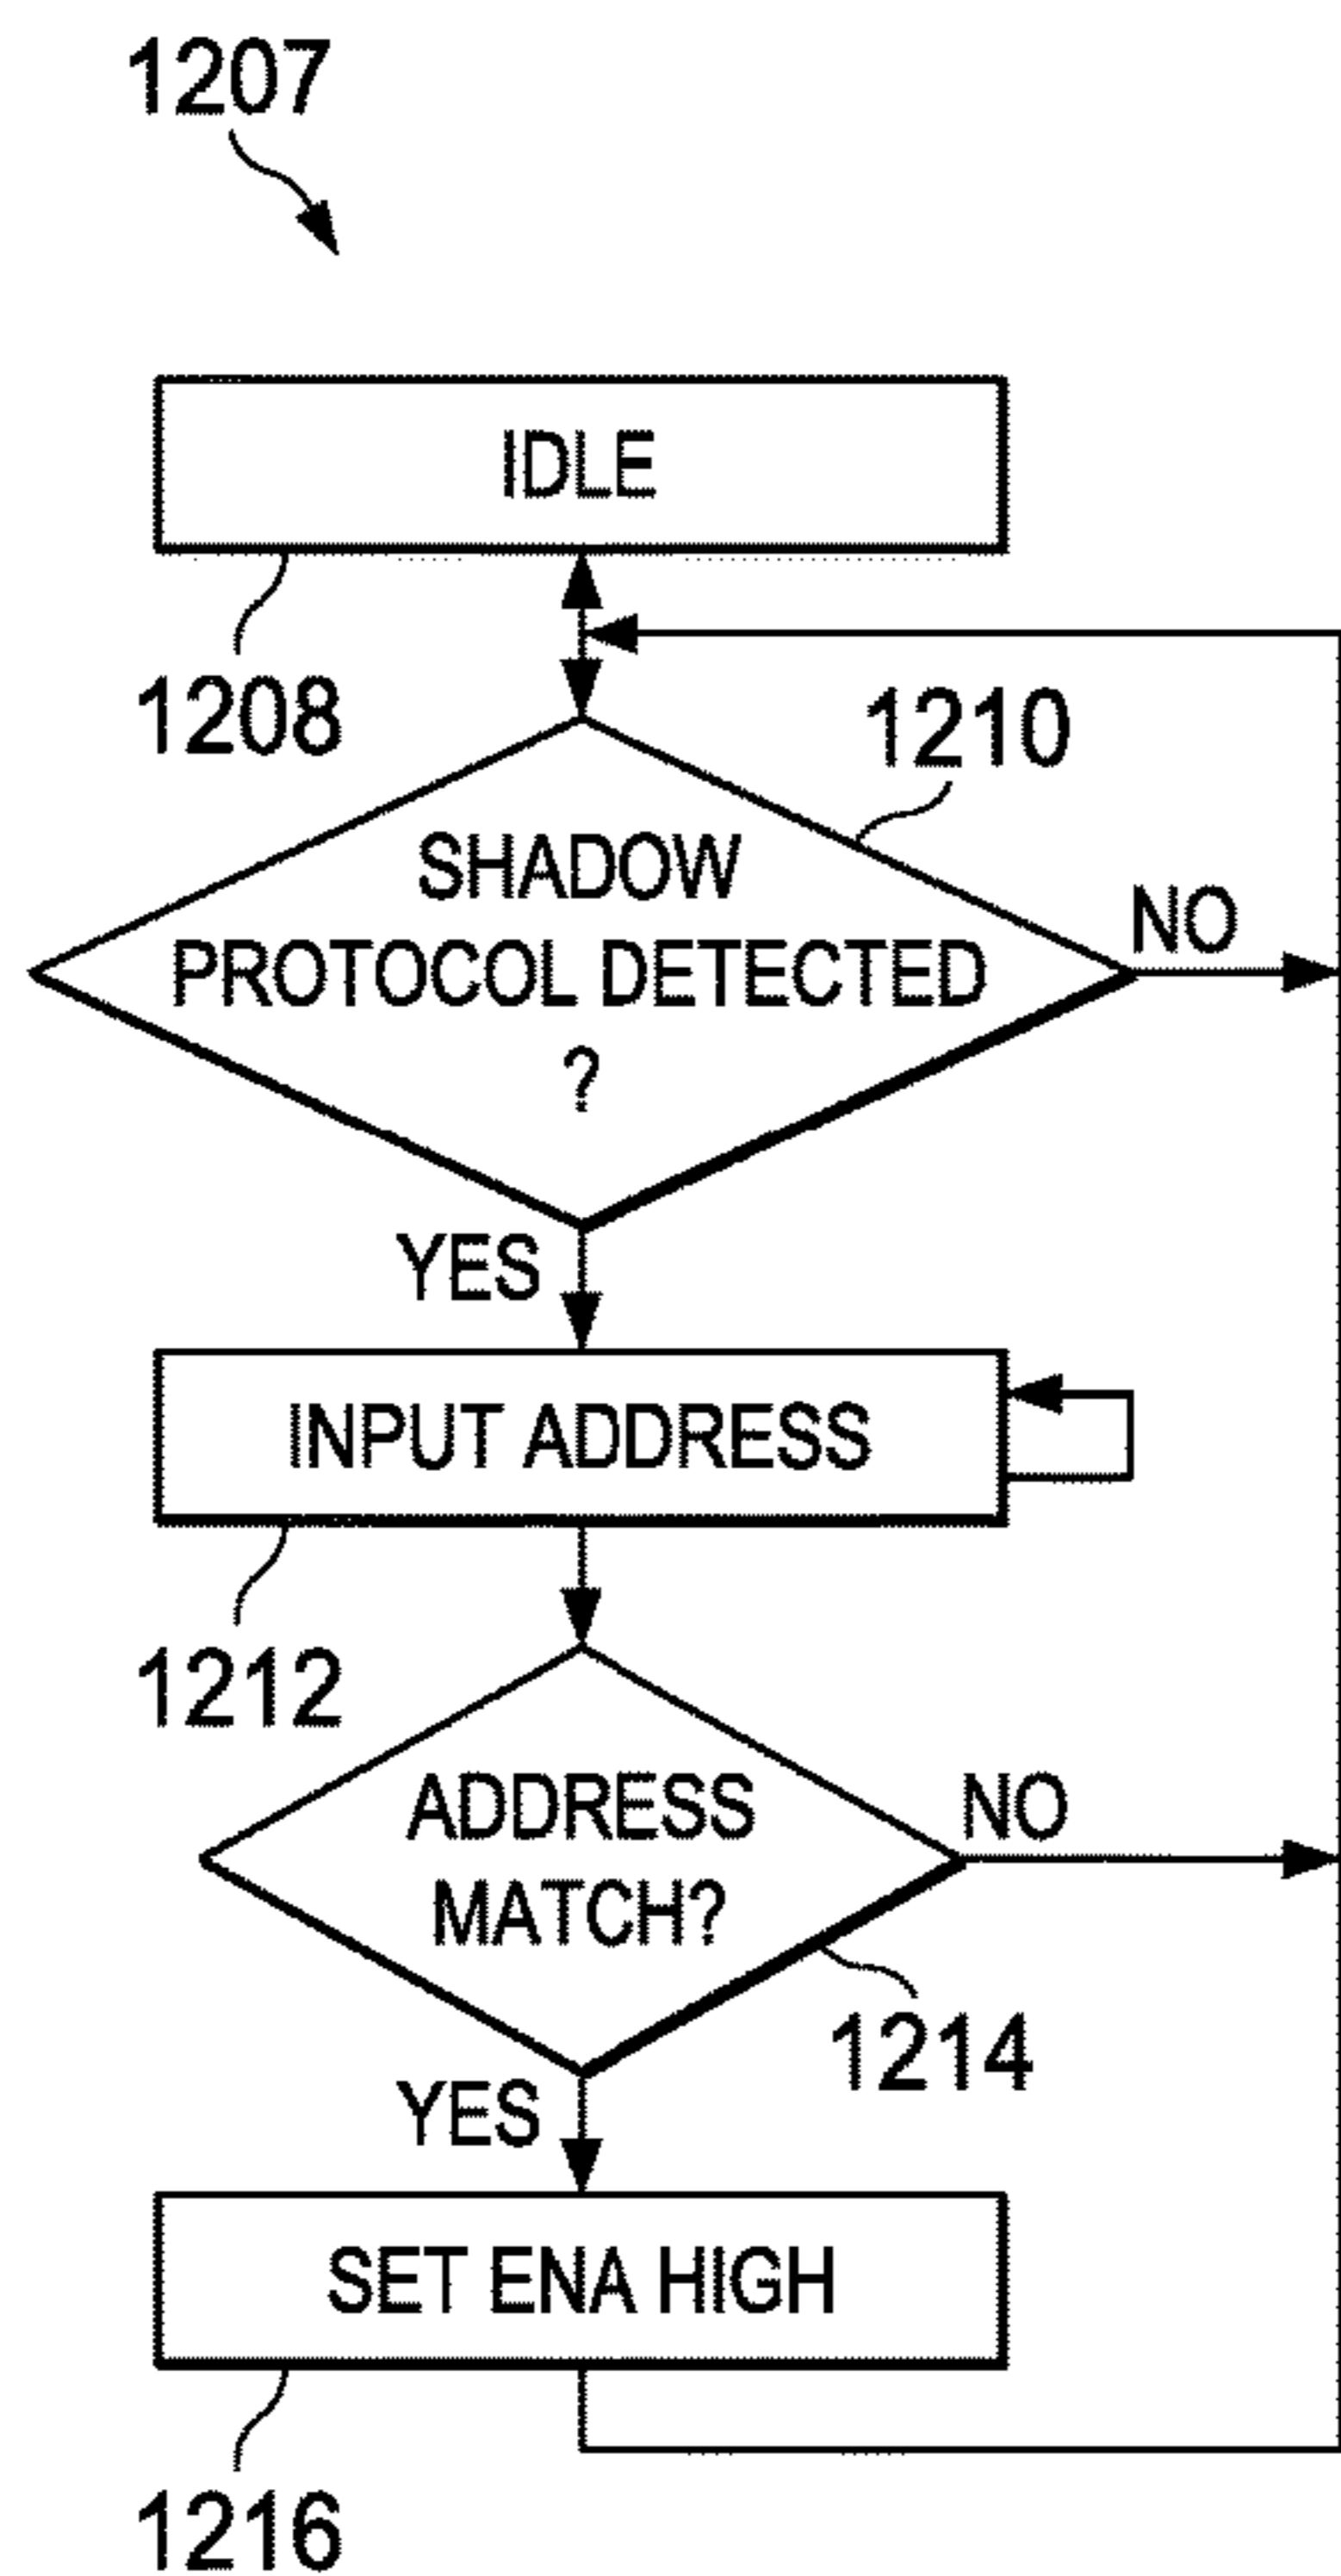 1207
IDLE
1208
1210
SHADOW
PROTOCOL DETECTED
?
NO
YES
INPUT ADDRESS
1212
ADDRESS
MATCH?
NO
1214
YES
SET ENA HIGH
1216